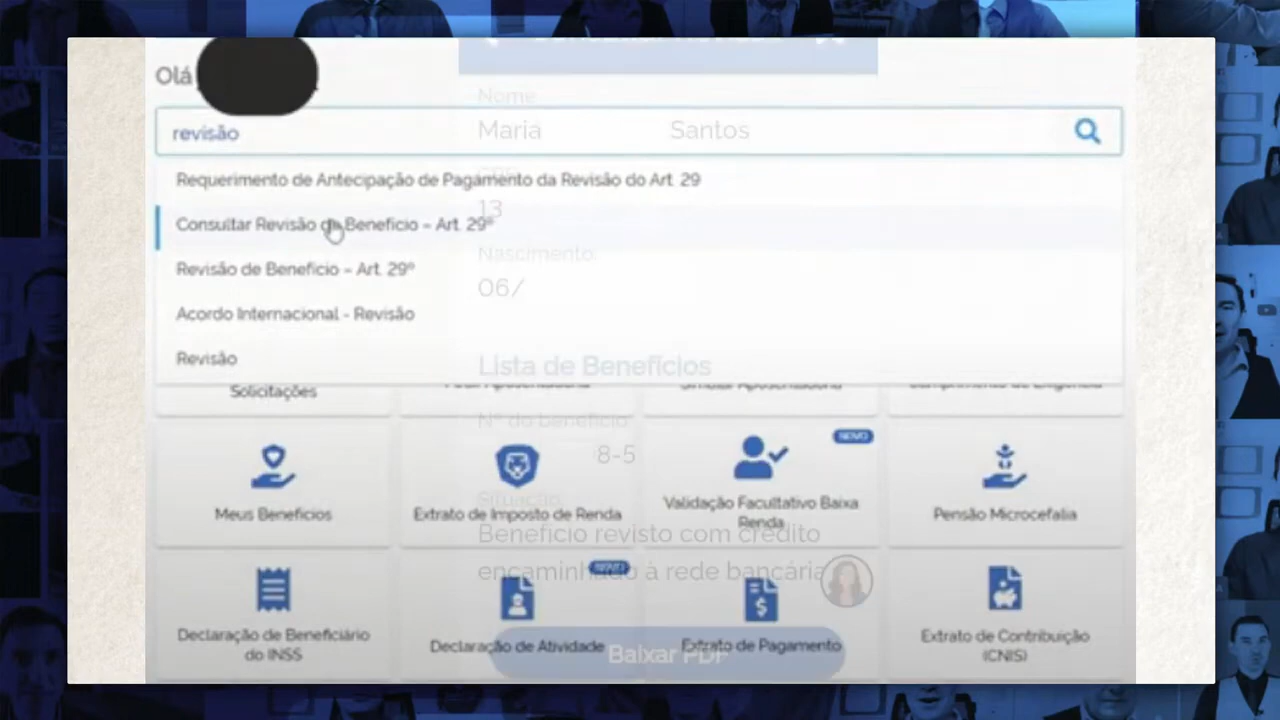 Olá
revisão
Nome
Maria Santos
Requerimento de Antecipação de Pagamento da Revisão do Art. 29
13
Consultar Revisão de Benefício – Art. 29º
Nascimento
06/
Revisão de Benefício – Art. 29º
Acordo Internacional - Revisão
Revisão
Lista de Benefícios
Solicitações
Nº do benefício
8-5
NOVO
Meus Benefícios
Extrato de Imposto de Renda
Validação Facultativo Baixa
Renda
Pensão Microcefalia
Situação
Benefício revisto com crédito
encaminhado à rede bancária
NOVO
Declaração de Beneficiário
do INSS
Declaração de Atividade
Extrato de Pagamento
Extrato de Contribuição
(CNIS)
Baixar PDF